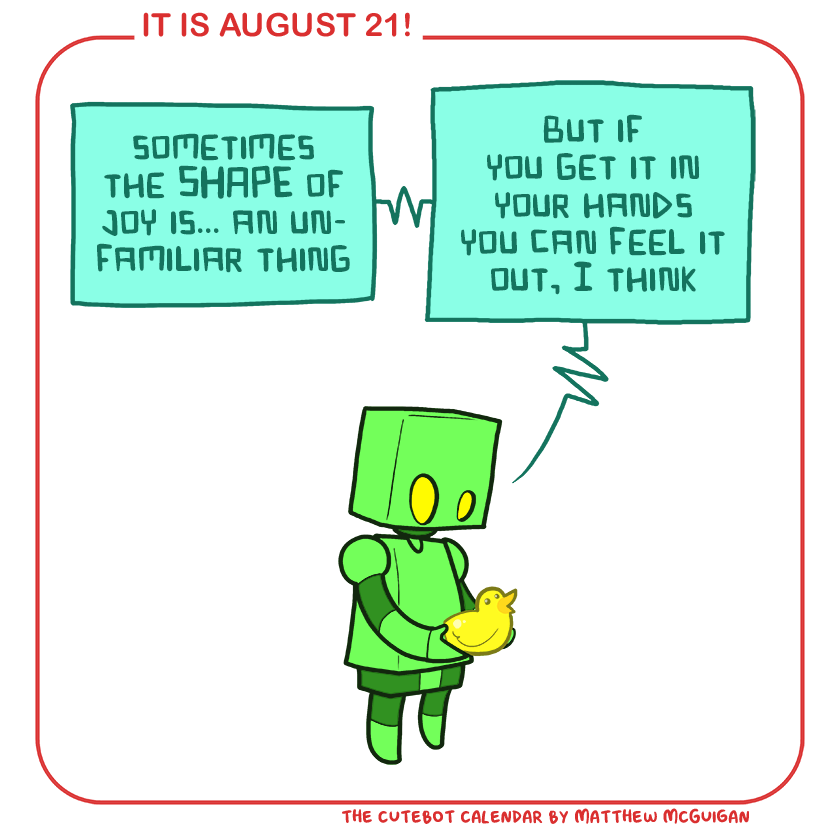 IT IS AUGUST 21!
SOMETIMES
THE SHAPE OF
JOY IS... AN UN-
FAMILIAR THING
BUT IF
YOU GET IT IN
YOUR HANDS
YOU CAN FEEL IT
OUT, I THINK
THE CUTEBOT CALENDAR BY MATTHEW MCGUIGAN